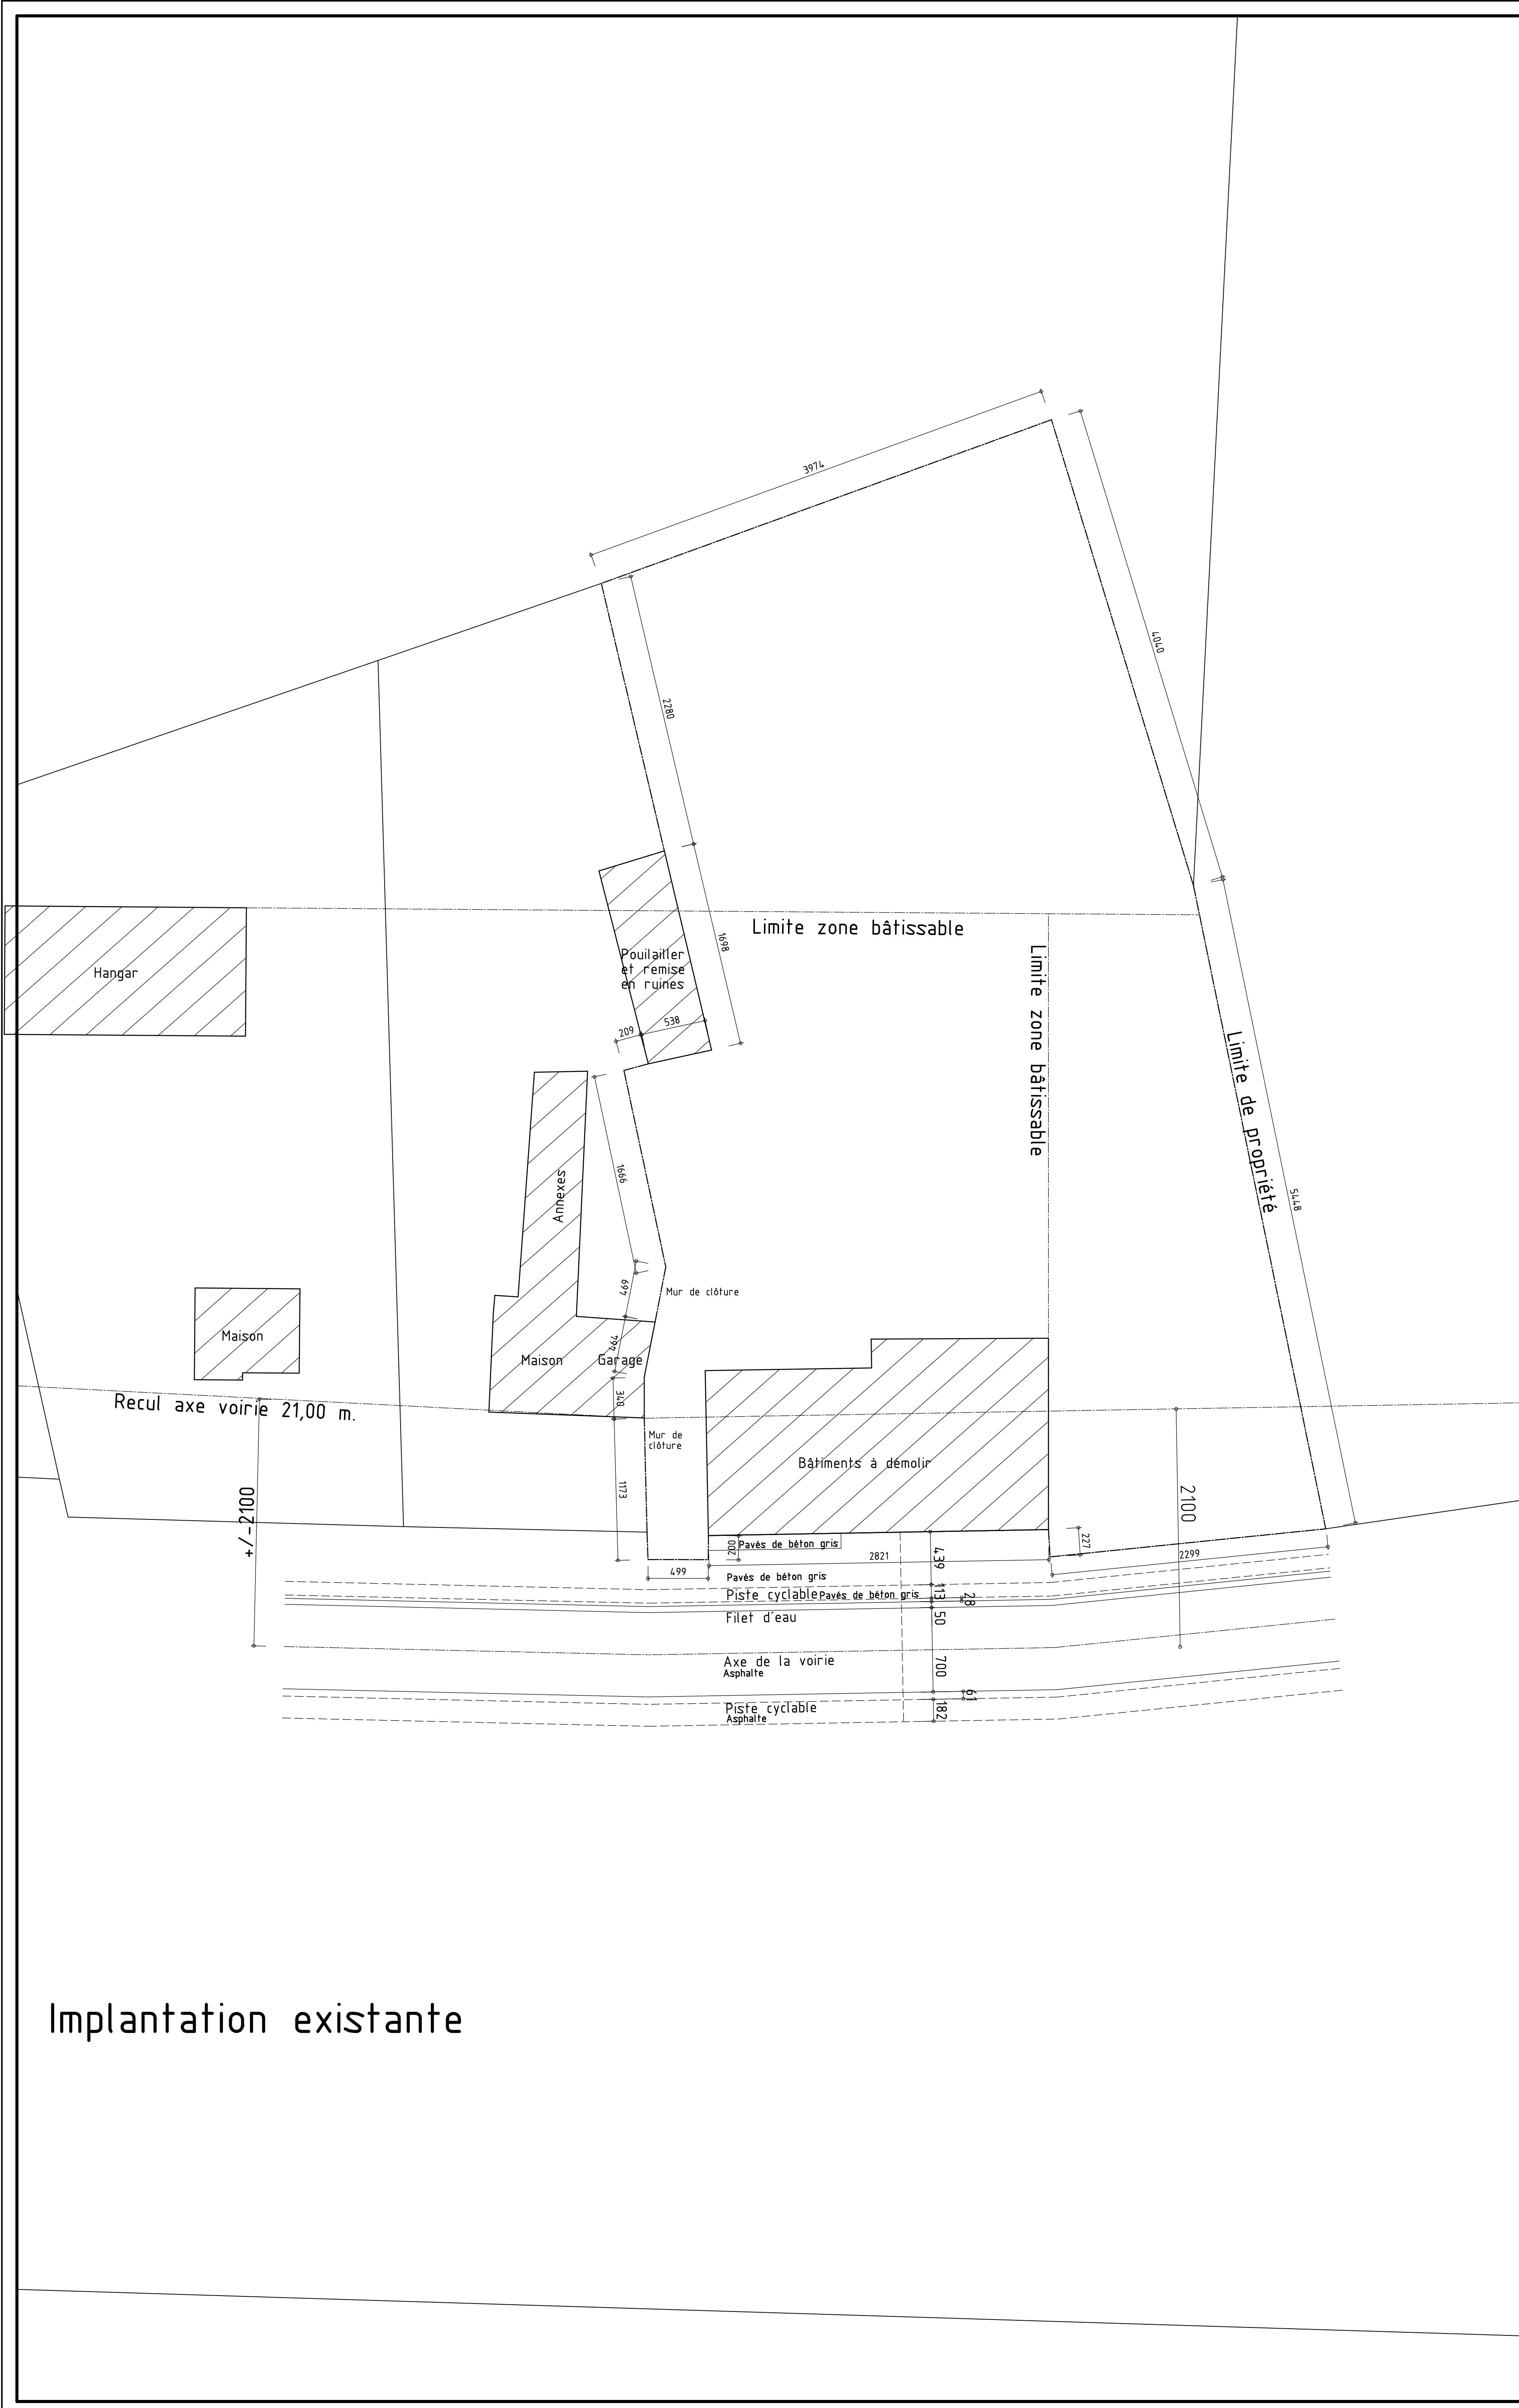 3974
4040
2280
Limite zone bâtissable
1698
Hangar
Pouilailler
et remise
en ruines
Limite zone bâtissable
538
209
Limite de propriété
5448
1666
Annexes
469
Mur de clôture
Maison
464
Maison
Garage
340
Recul axe voirie 21,00 m.
Mur de
clôture
Bâtiments à démolir
1173
+/-2100
2100
200
Pavés de béton gris
227
439
2821
2299
499
Pavés de béton gris
113
Piste cyclable
Pavés de béton gris
28
Filet d'eau
50
Axe de la voirie
Asphalte
700
61
Piste cyclable
Asphalte
182
Implantation existante